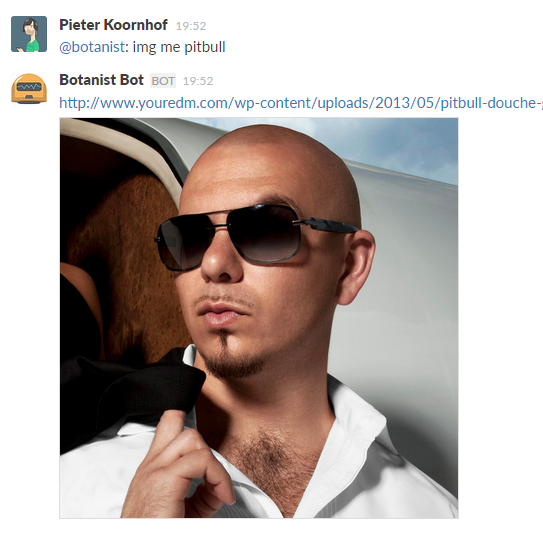 Pieter Koornhof 19:52
@botanist: img me pitbull
Botanist Bot BOT 19:52
http://www.youredm.com/wp-content/uploads/2013/05/pitbull-douche-